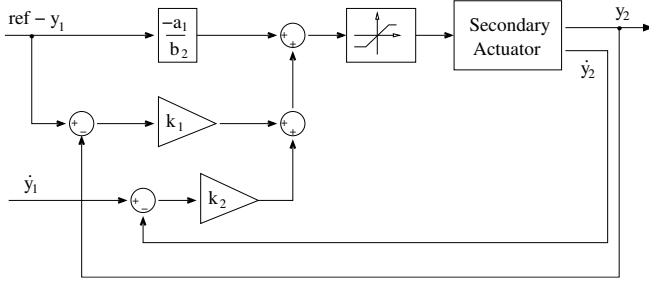 ref – y₁
–a₁
b₂
Secondary
Actuator
y₂
ẏ₂
+
+
+
–
k₁
+
+
ẏ₁
+
–
k₂